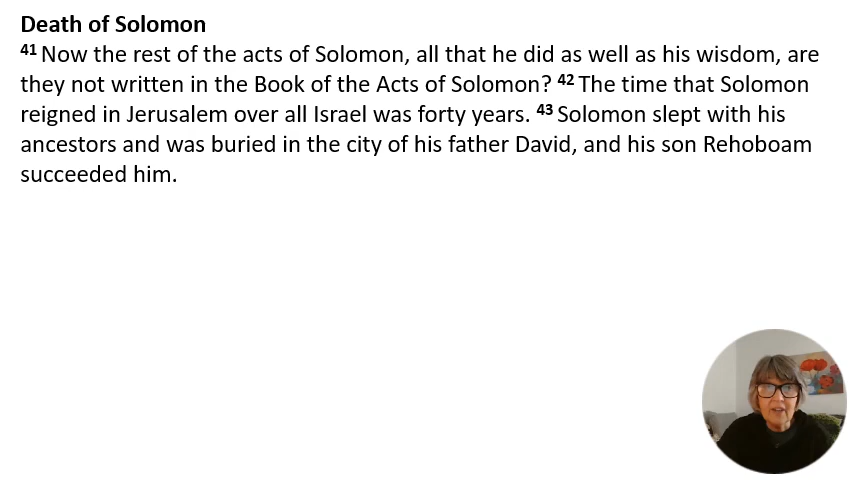 Death of Solomon
41 Now the rest of the acts of Solomon, all that he did as well as his wisdom, are
they not written in the Book of the Acts of Solomon? 42 The time that Solomon
reigned in Jerusalem over all Israel was forty years. 43 Solomon slept with his
ancestors and was buried in the city of his father David, and his son Rehoboam
succeeded him.